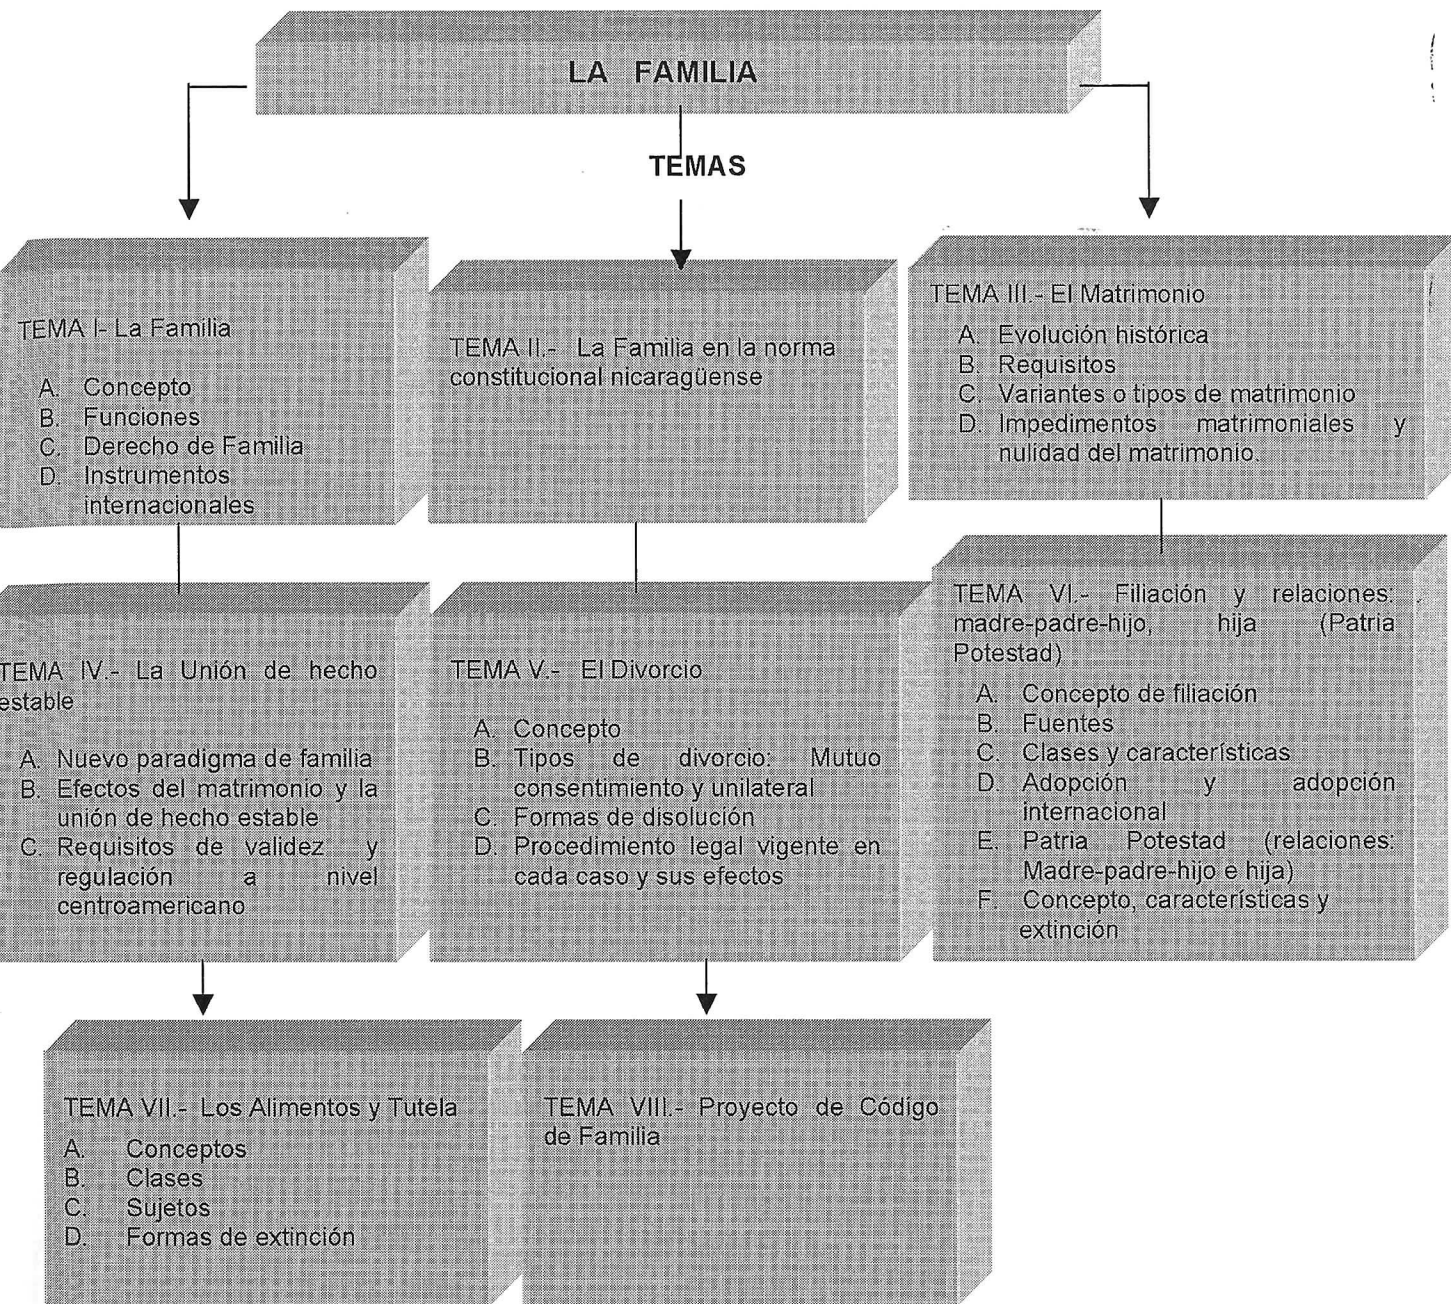 LA FAMILIA
TEMAS
TEMA I- La Familia
A. Concepto
B. Funciones
C. Derecho de Familia
D. Instrumentos
internacionales
TEMA II.- La Familia en la norma
constitucional nicaragüense
TEMA III.- El Matrimonio
A. Evolución histórica
B. Requisitos
C. Variantes o tipos de matrimonio
D. Impedimentos matrimoniales y
nulidad del matrimonio.
TEMA IV.- La Unión de hecho
estable
A. Nuevo paradigma de familia
B. Efectos del matrimonio y la
unión de hecho estable
C. Requisitos de validez y
regulación a nivel
centroamericano
TEMA V.- El Divorcio
A. Concepto
B. Tipos de divorcio: Mutuo
consentimiento y unilateral
C. Formas de disolución
D. Procedimiento legal vigente en
cada caso y sus efectos
TEMA VI.- Filiación y relaciones:
madre-padre-hijo, hija (Patria
Potestad)
A. Concepto de filiación
B. Fuentes
C. Clases y características
D. Adopción y adopción
internacional
E. Patria Potestad (relaciones:
Madre-padre-hijo e hija)
F. Concepto, características y
extinción
TEMA VII.- Los Alimentos y Tutela
A. Conceptos
B. Clases
C. Sujetos
D. Formas de extinción
TEMA VIII.- Proyecto de Código
de Familia